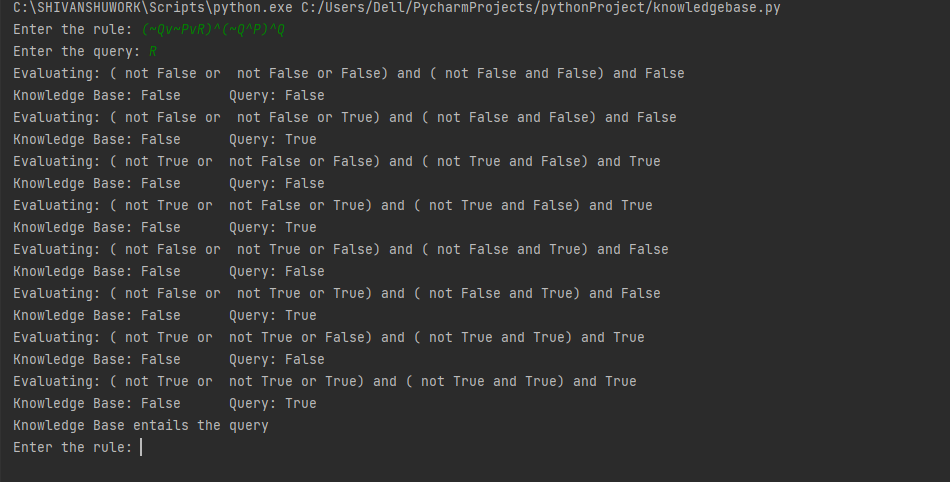 C:\SHIVANSHUWORK\Scripts\python.exe C:/Users/Dell/PycharmProjects/pythonProject/knowledgebase.py
Enter the rule: (~Qv~PvR)^(~Q^P)^Q
Enter the query: R
Evaluating: ( not False or  not False or False) and ( not False and False) and False
Knowledge Base: False      Query: False
Evaluating: ( not False or  not False or True) and ( not False and False) and False
Knowledge Base: False      Query: True
Evaluating: ( not True or  not False or False) and ( not True and False) and True
Knowledge Base: False      Query: False
Evaluating: ( not True or  not False or True) and ( not True and False) and True
Knowledge Base: False      Query: True
Evaluating: ( not False or  not True or False) and ( not False and True) and False
Knowledge Base: False      Query: False
Evaluating: ( not False or  not True or True) and ( not False and True) and False
Knowledge Base: False      Query: True
Evaluating: ( not True or  not True or False) and ( not True and True) and True
Knowledge Base: False      Query: False
Evaluating: ( not True or  not True or True) and ( not True and True) and True
Knowledge Base: False      Query: True
Knowledge Base entails the query
Enter the rule: